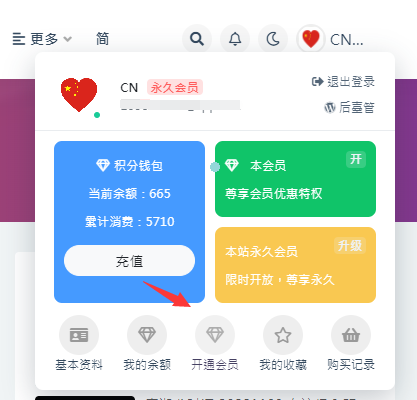 更多 简 CN...
CN 永久会员 退出登录
后臺管
积分钱包
当前余额：665
累计消费：5710
充值
本会员 开
尊享会员优惠特权
本站永久会员 升级
限时开放，尊享永久
基本资料 我的余额 开通会员 我的收藏 购买记录